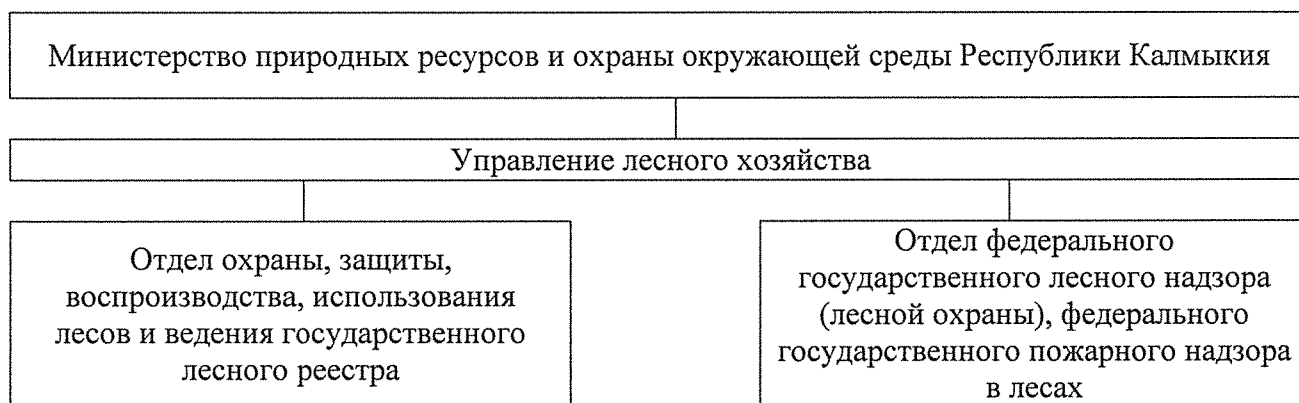 Министерство природных ресурсов и охраны окружающей среды Республики Калмыкия
Управление лесного хозяйства
Отдел охраны, защиты,
воспроизводства, использования
лесов и ведения государственного
лесного реестра
Отдел федерального
государственного лесного надзора
(лесной охраны), федерального
государственного пожарного надзора
в лесах